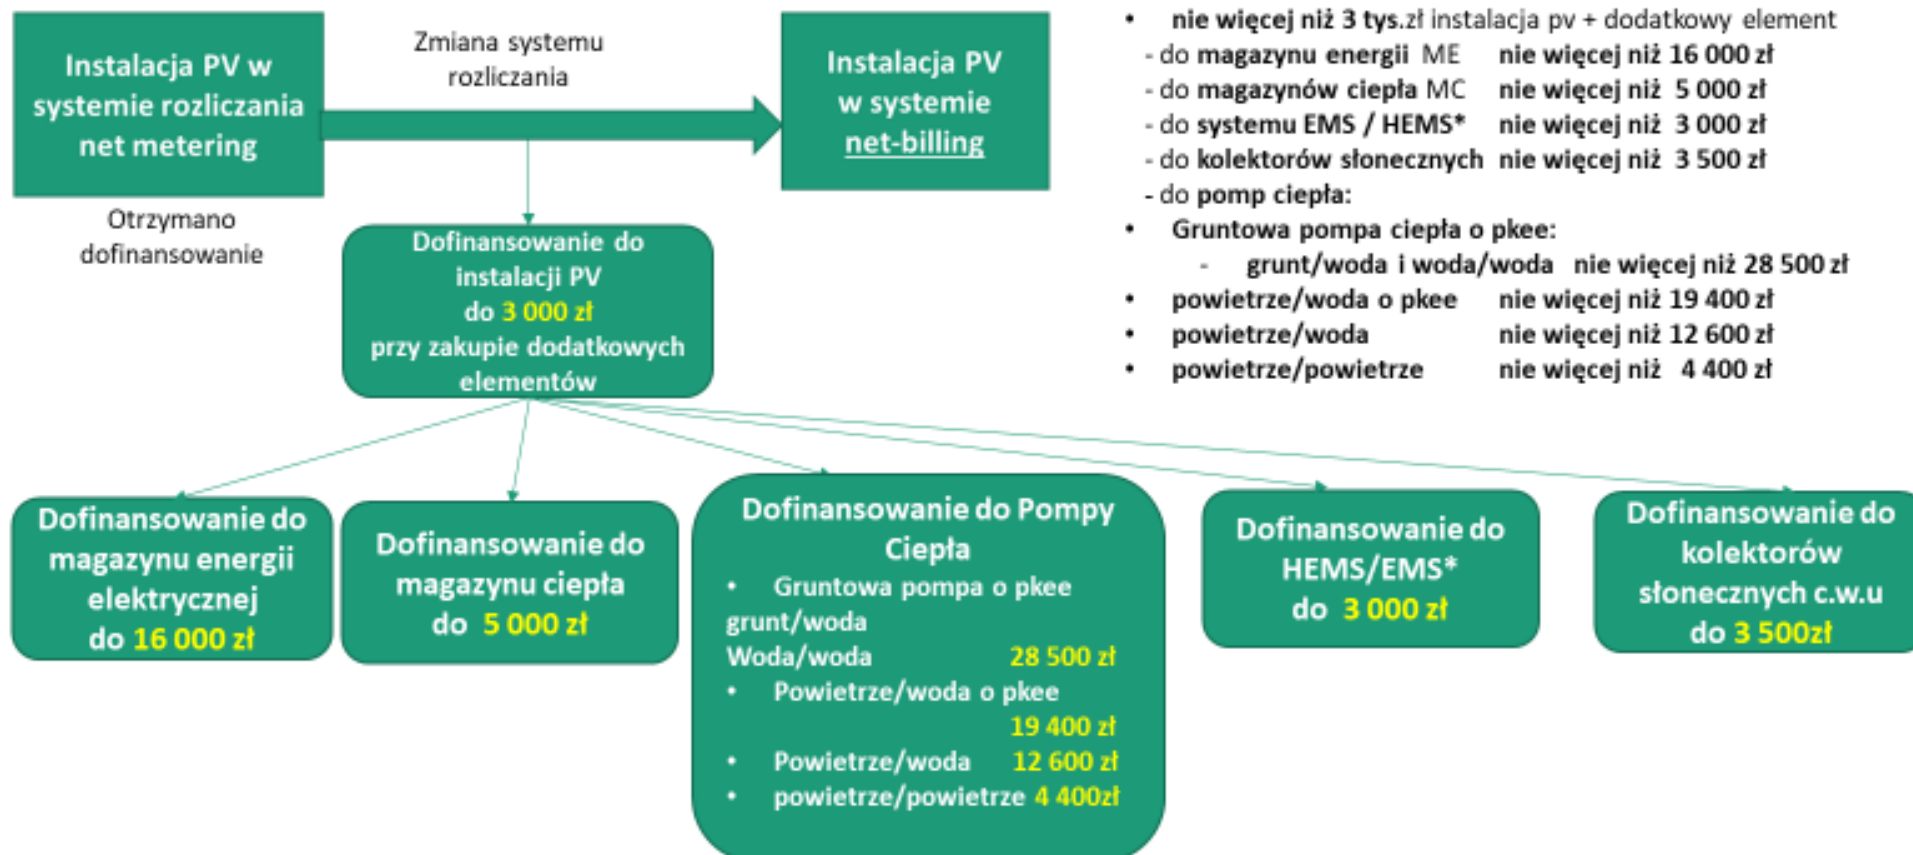 Instalacja PV w
systemie rozliczania
net metering
Otrzymano
dofinansowanie
Zmiana systemu
rozliczania
Instalacja PV
w systemie
net-billing
• nie więcej niż 3 tys.zł instalacja pv + dodatkowy element
- do magazynu energii ME nie więcej niż 16 000 zł
- do magazynów ciepła MC nie więcej niż 5 000 zł
- do systemu EMS / HEMS* nie więcej niż 3 000 zł
- do kolektorów słonecznych nie więcej niż 3 500 zł
- do pomp ciepła:
• Gruntowa pompa ciepła o pkee:
- grunt/woda i woda/woda nie więcej niż 28 500 zł
• powietrze/woda o pkee nie więcej niż 19 400 zł
• powietrze/woda nie więcej niż 12 600 zł
• powietrze/powietrze nie więcej niż 4 400 zł
Dofinansowanie do
instalacji PV
do 3 000 zł
przy zakupie dodatkowych
elementów
Dofinansowanie do
magazynu energii
elektrycznej
do 16 000 zł
Dofinansowanie do
magazynu ciepła
do 5 000 zł
Dofinansowanie do Pompy
Ciepła
• Gruntowa pompa o pkee
grunt/woda
Woda/woda 28 500 zł
• Powietrze/woda o pkee
19 400 zł
• Powietrze/woda 12 600 zł
• powietrze/powietrze 4 400zł
Dofinansowanie do
HEMS/EMS*
do 3 000 zł
Dofinansowanie do
kolektorów
słonecznych c.w.u
do 3 500zł